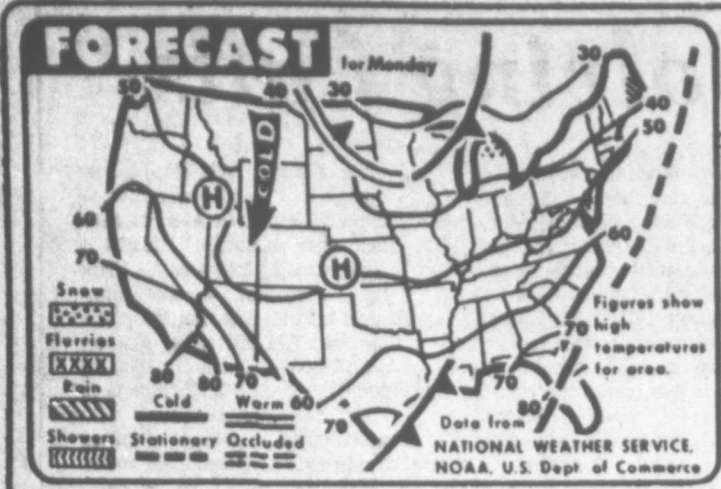 FORECAST
for Monday
50
40
30
30
40
50
COLD
H
60
60
H
70
Snow
Figures show
Flurries
70
high
XXXX
temperatures
Rain
80
80
70
60
70
for area.
Cold
Warm
80
Showers
70
Data from
Stationary
Occluded
NATIONAL WEATHER SERVICE,
NOAA, U.S. Dept. of Commerce